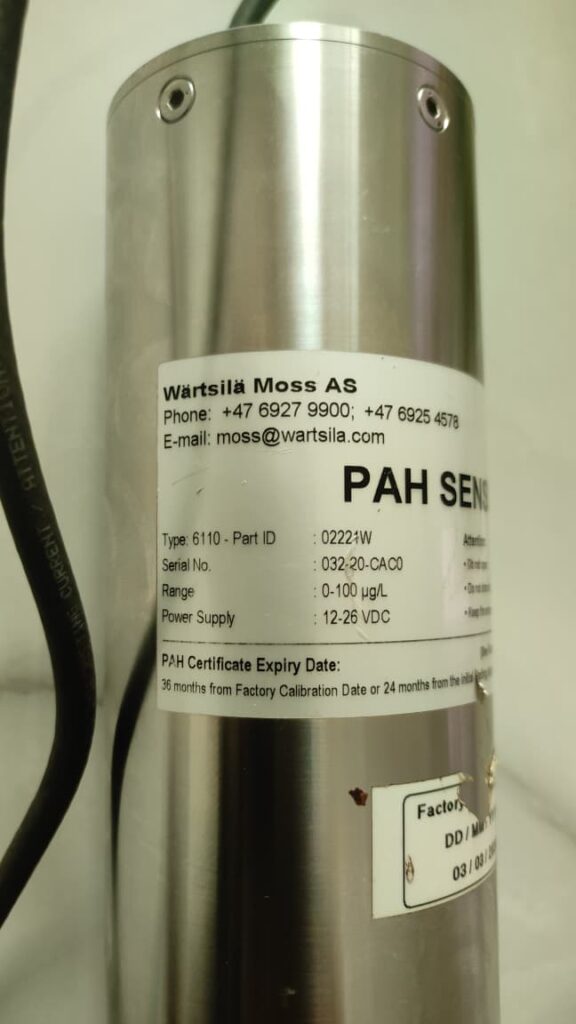 Wärtsilä Moss AS
Phone: +47 6927 9900; +47 6925 4578
E-mail: moss@wartsila.com
PAH
Type: 6110 - Part ID : 02221W
Serial No. : 032-20-CAC0
Range : 0-100 µg/L
Power Supply : 12-26 VDC
PAH Certificate Expiry Date:
36 months from Factory Calibration Date or 24 months from the initial
Factory
DD /
03 / 03 /
CURRENT / ATTENTION